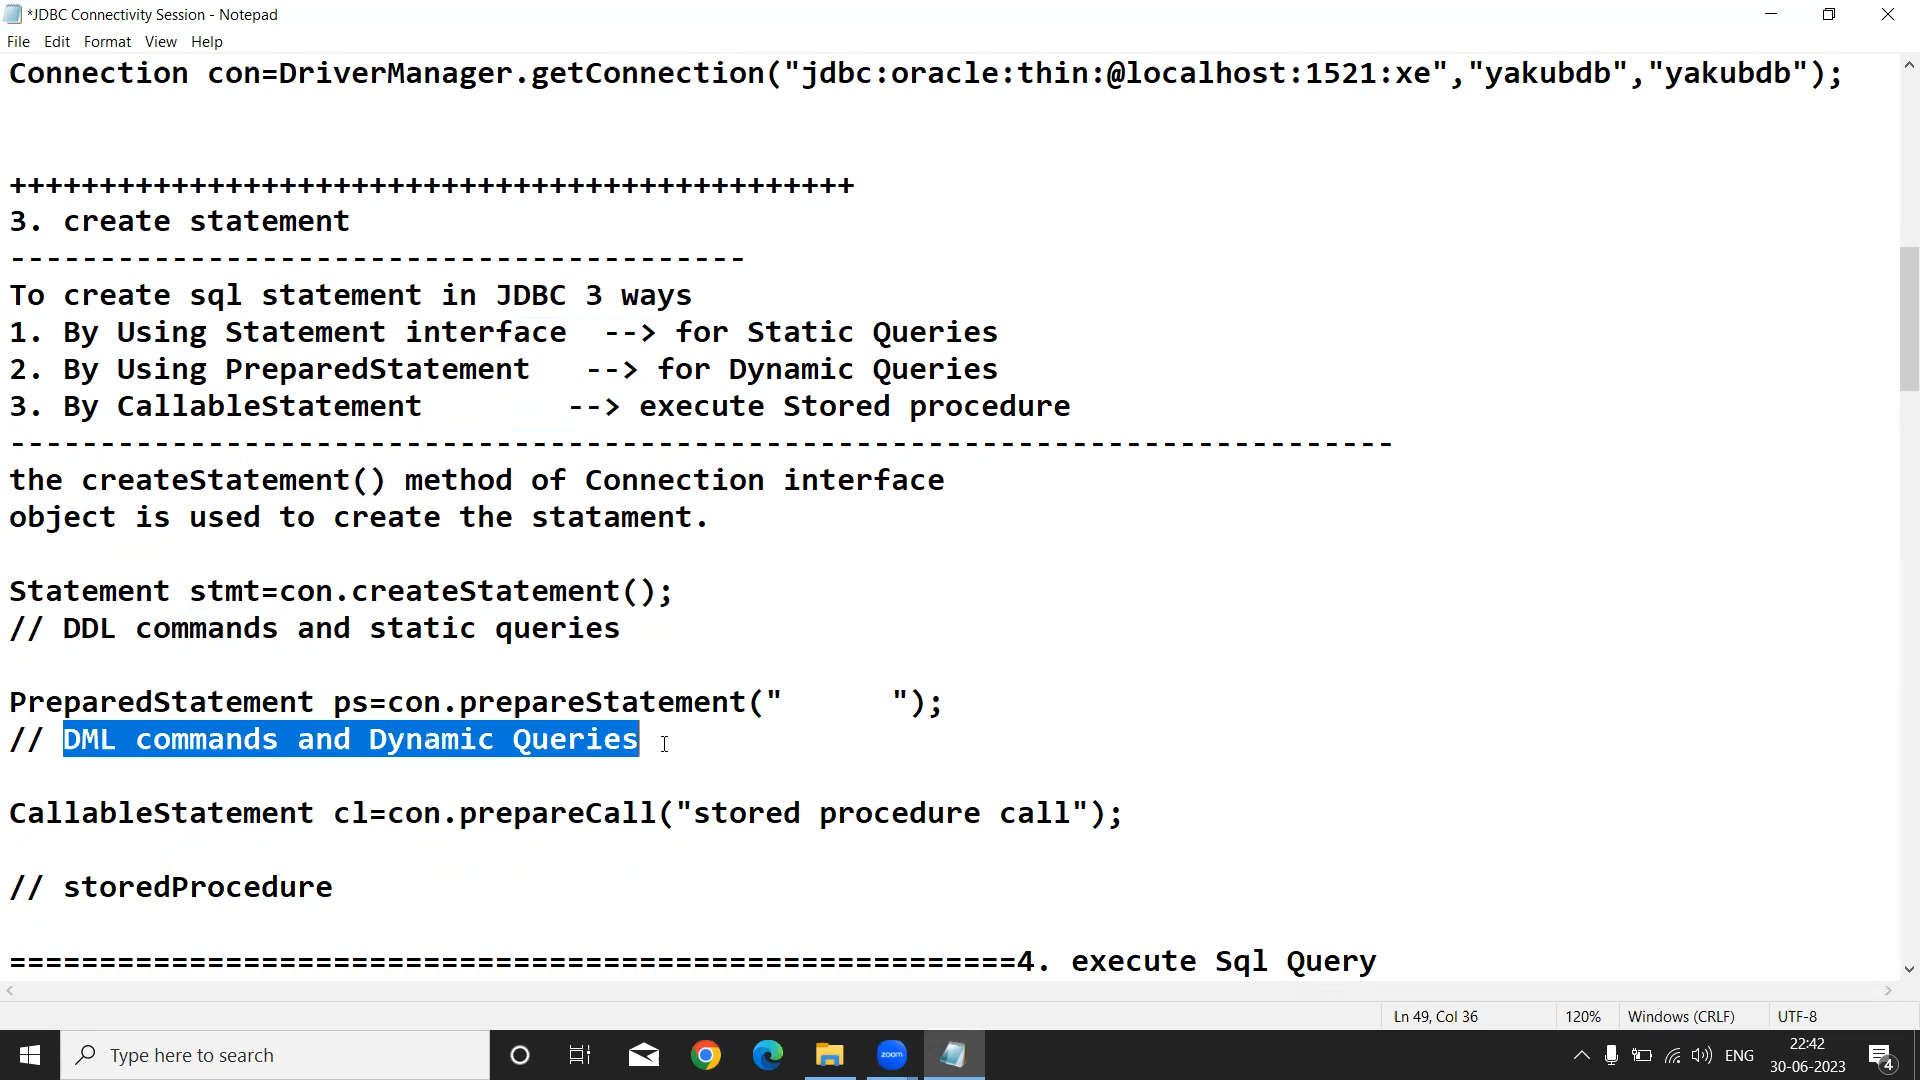 *JDBC Connectivity Session - Notepad
File Edit Format View Help
Connection con=DriverManager.getConnection("jdbc:oracle:thin:@localhost:1521:xe","yakubdb","yakubdb");
+++++++++++++++++++++++++++++++++++++++++++++++
3. create statement
-----------------------------------------
To create sql statement in JDBC 3 ways
1. By Using Statement interface  --> for Static Queries
2. By Using PreparedStatement   --> for Dynamic Queries
3. By CallableStatement        --> execute Stored procedure
-----------------------------------------------------------------------------
the createStatement() method of Connection interface
object is used to create the statament.
Statement stmt=con.createStatement();
// DDL commands and static queries
PreparedStatement ps=con.prepareStatement("      ");
// DML commands and Dynamic Queries
CallableStatement cl=con.prepareCall("stored procedure call");
// storedProcedure
========================================================4. execute Sql Query
Ln 49, Col 36 120% Windows (CRLF) UTF-8
Type here to search
zoom
ENG
22:42
30-06-2023
4